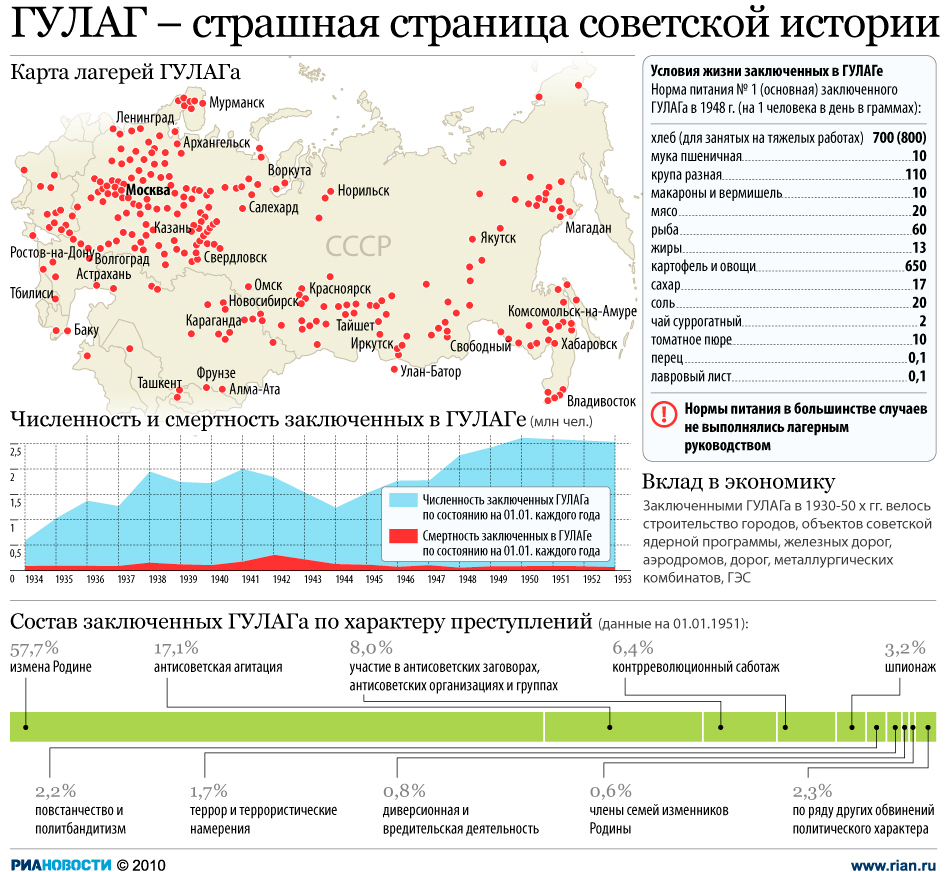 ГУЛАГ – страшная страница советской истории
Карта лагерей ГУЛАГа
Мурманск
Ленинград
Архангельск
Воркута
Норильск
Москва
Салехард
Магадан
Казань
СССР
Якутск
Ростов-на-Дону
Волгоград
Свердловск
Астрахань
Тбилиси
Омск
Красноярск
Новосибирск
Комсомольск-на-Амуре
Караганда
Тайшет
Баку
Иркутск
Свободный
Хабаровск
Улан-Батор
Фрунзе
Ташкент
Алма-Ата
Владивосток
Условия жизни заключенных в ГУЛАГе
Норма питания № 1 (основная) заключенного
ГУЛАГа в 1948 г. (на 1 человека в день в граммах):
хлеб (для занятых на тяжелых работах) 700 (800)
мука пшеничная 10
крупа разная 110
макароны и вермишель 10
мясо 20
рыба 60
жиры 13
картофель и овощи 650
сахар 17
соль 20
чай суррогатный 2
томатное пюре 10
перец 0,1
лавровый лист 0,1
! Нормы питания в большинстве случаев
не выполнялись лагерным
руководством
Численность и смертность заключенных в ГУЛАГе (млн чел.)
2,5
2
1,5
1
0,5
0
1934 1935 1936 1937 1938 1939 1940 1941 1942 1943 1944 1945 1946 1947 1948 1949 1950 1951 1952 1953
Численность заключенных ГУЛАГа
по состоянию на 01.01. каждого года
Смертность заключенных в ГУЛАГе
по состоянию на 01.01. каждого года
Вклад в экономику
Заключенными ГУЛАГа в 1930-50 х гг. велось
строительство городов, объектов советской
ядерной программы, железных дорог,
аэродромов, дорог, металлургических
комбинатов, ГЭС
Состав заключенных ГУЛАГа по характеру преступлений (данные на 01.01.1951):
57,7%
измена Родине
17,1%
антисоветская агитация
8,0%
участие в антисоветских заговорах,
антисоветских организациях и группах
6,4%
контрреволюционный саботаж
3,2%
шпионаж
2,2%
повстанчество и
политбандитизм
1,7%
террор и террористические
намерения
0,8%
диверсионная и
вредительская деятельность
0,6%
члены семей изменников
Родины
2,3%
по ряду других обвинений
политического характера
РИАНОВОСТИ © 2010
www.rian.ru